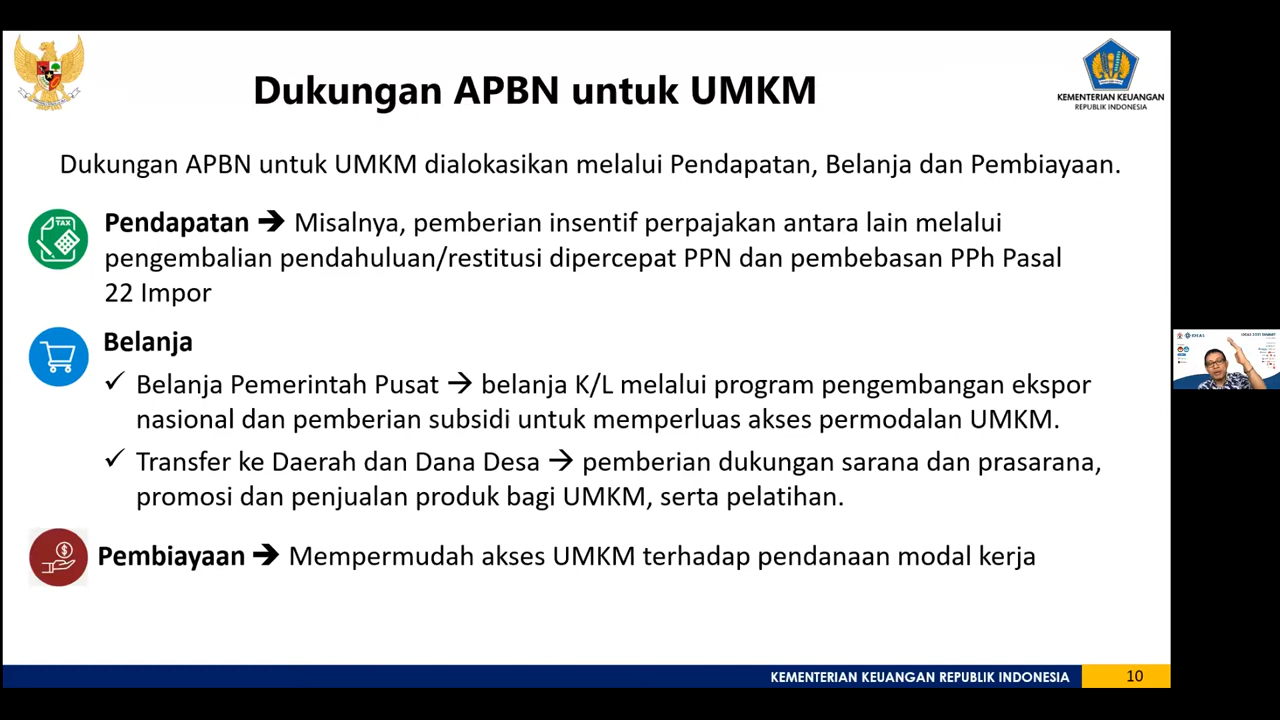 Dukungan APBN untuk UMKM
KEMENTERIAN KEUANGAN
REPUBLIK INDONESIA
Dukungan APBN untuk UMKM dialokasikan melalui Pendapatan, Belanja dan Pembiayaan.
TAX
Pendapatan ➔ Misalnya, pemberian insentif perpajakan antara lain melalui
pengembalian pendahuluan/restitusi dipercepat PPN dan pembebasan PPh Pasal
22 Impor
Belanja
✓ Belanja Pemerintah Pusat → belanja K/L melalui program pengembangan ekspor
nasional dan pemberian subsidi untuk memperluas akses permodalan UMKM.
✓ Transfer ke Daerah dan Dana Desa → pemberian dukungan sarana dan prasarana,
promosi dan penjualan produk bagi UMKM, serta pelatihan.
Pembiayaan ➔ Mempermudah akses UMKM terhadap pendanaan modal kerja
KEMENTERIAN KEUANGAN REPUBLIK INDONESIA
10